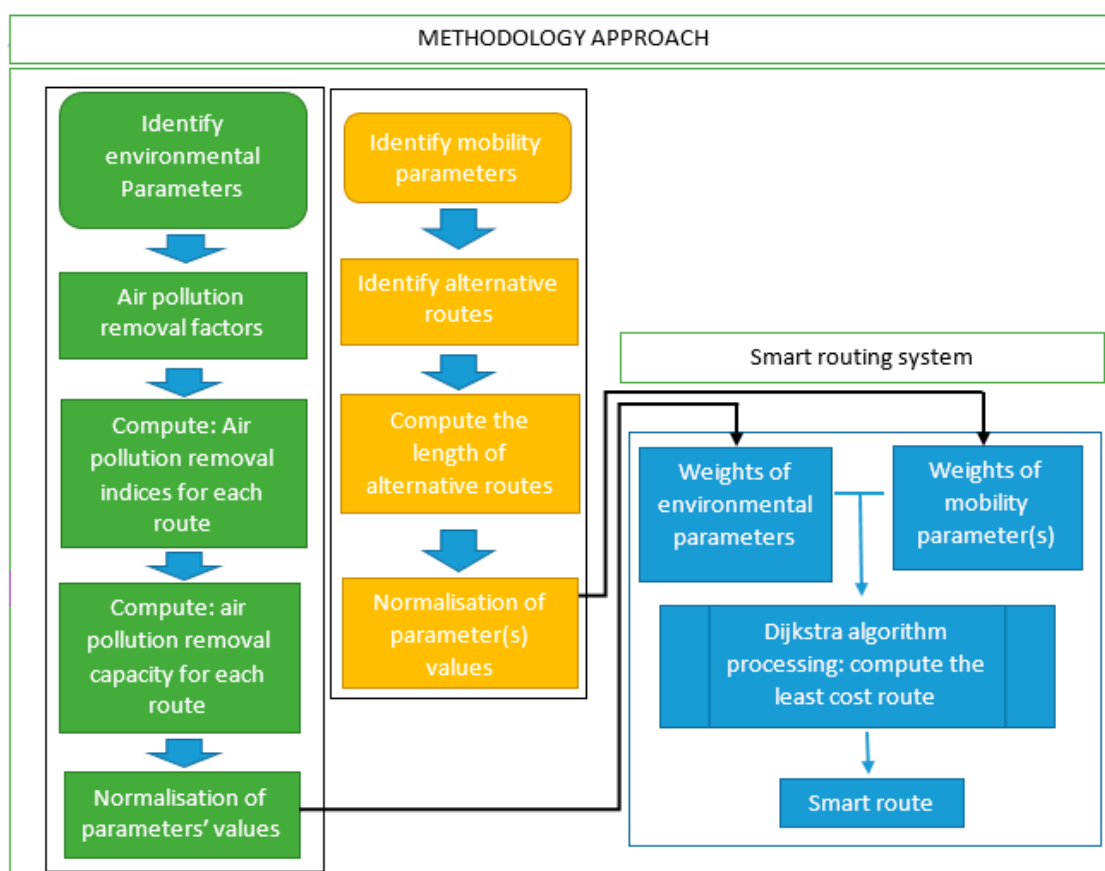 METHODOLOGY APPROACH
Identify
environmental
Parameters
Air pollution
removal factors
Compute: Air
pollution removal
indices for each
route
Compute: air
pollution removal
capacity for each
route
Normalisation of
parameters’ values
Identify mobility
parameters
Identify alternative
routes
Compute the
length of
alternative routes
Normalisation of
parameter(s)
values
Smart routing system
Weights of
environmental
parameters
Weights of
mobility
parameter(s)
Dijkstra algorithm
processing: compute the
least cost route
Smart route